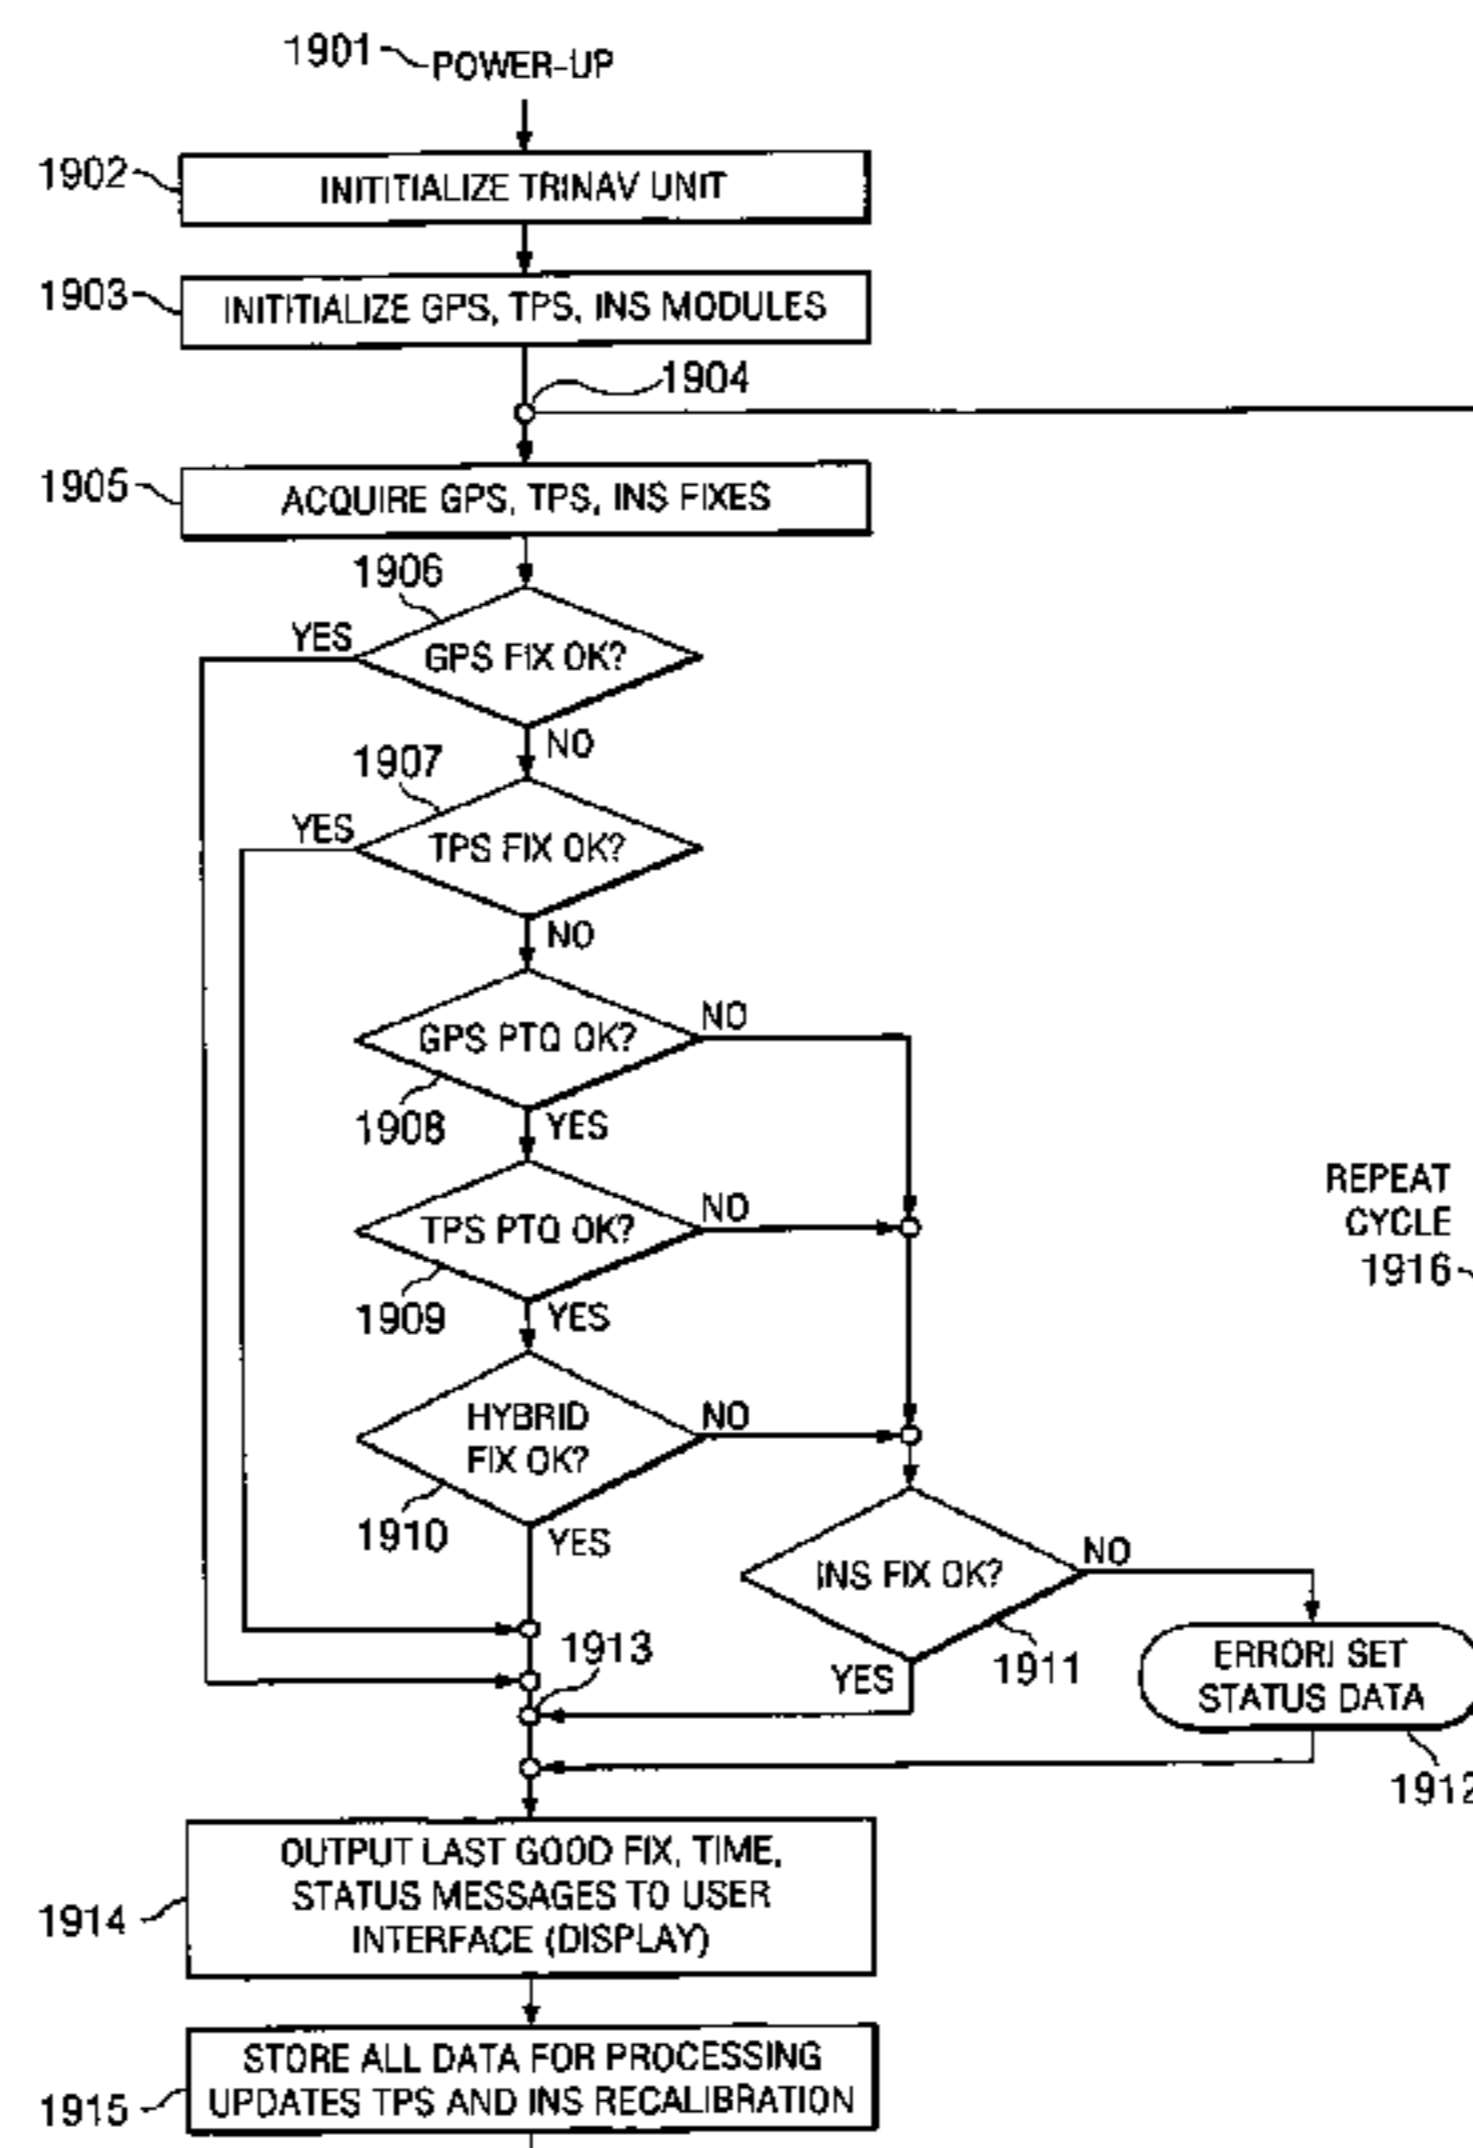 1901
POWER-UP
1902
INITITIALIZE TRINAV UNIT
1903
INITITIALIZE GPS, TPS, INS MODULES
1904
1905
ACQUIRE GPS, TPS, INS FIXES
1906
YES
GPS FIX OK?
NO
1907
YES
TPS FIX OK?
NO
GPS PTQ OK?
NO
1908
YES
TPS PTQ OK?
NO
1909
YES
HYBRID
FIX OK?
NO
1910
YES
REPEAT
CYCLE
1916
INS FIX OK?
NO
1911
YES
ERROR! SET
STATUS DATA
1912
1913
OUTPUT LAST GOOD FIX, TIME,
STATUS MESSAGES TO USER
INTERFACE (DISPLAY)
1914
STORE ALL DATA FOR PROCESSING
UPDATES TPS AND INS RECALIBRATION
1915